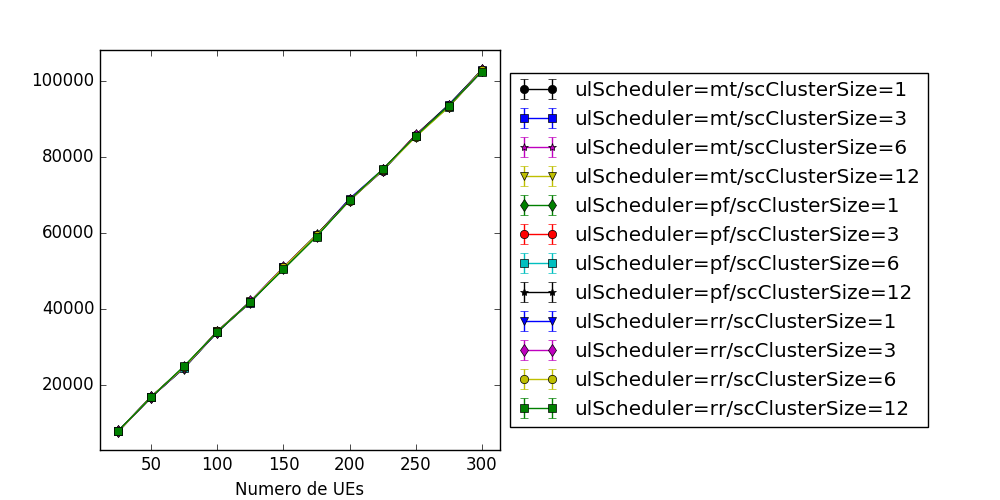 100000
80000
60000
40000
20000
50 100 150 200 250 300
Numero de UEs
ulScheduler=mt/scClusterSize=1
ulScheduler=mt/scClusterSize=3
ulScheduler=mt/scClusterSize=6
ulScheduler=mt/scClusterSize=12
ulScheduler=pf/scClusterSize=1
ulScheduler=pf/scClusterSize=3
ulScheduler=pf/scClusterSize=6
ulScheduler=pf/scClusterSize=12
ulScheduler=rr/scClusterSize=1
ulScheduler=rr/scClusterSize=3
ulScheduler=rr/scClusterSize=6
ulScheduler=rr/scClusterSize=12